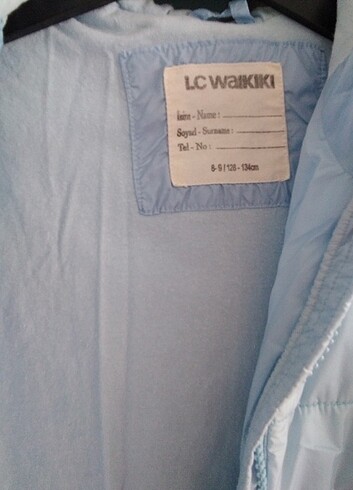 LC WAIKIKI
İsim - Name :
Soyad - Surname :
Tel - No :
8-9 / 128 - 134cm